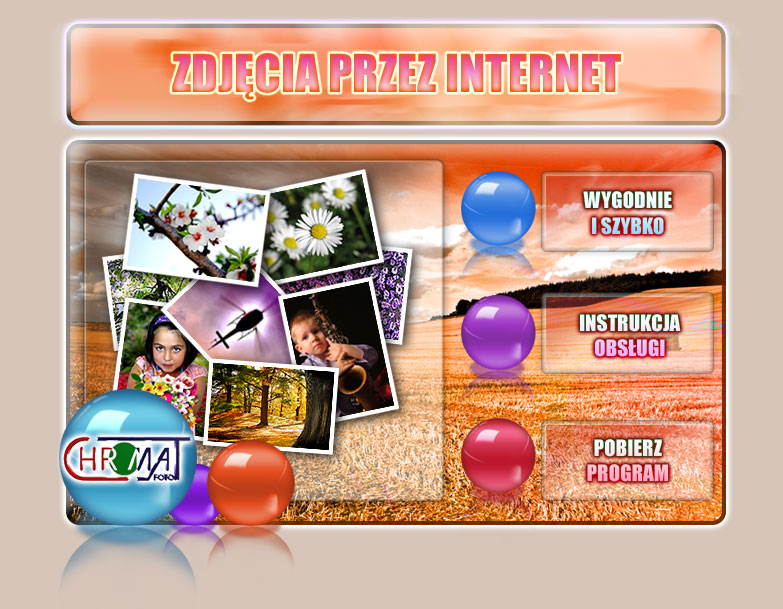 ZDJĘCIA PRZEZ INTERNET
WYGODNIE
I SZYBKO
INSTRUKCJA
OBSŁUGI
POBIERZ
PROGRAM
CHROMAT
FOTO